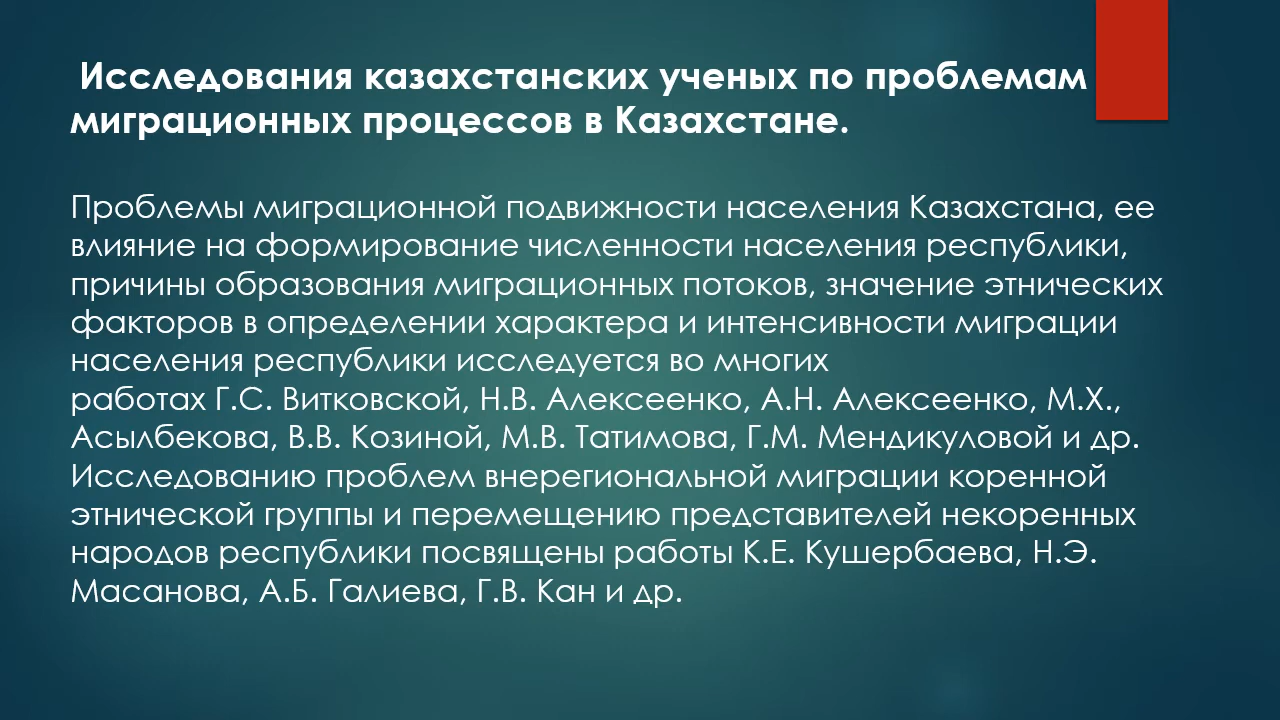 Исследования казахстанских ученых по проблемам
миграционных процессов в Казахстане.
Проблемы миграционной подвижности населения Казахстана, ее
влияние на формирование численности населения республики,
причины образования миграционных потоков, значение этнических
факторов в определении характера и интенсивности миграции
населения республики исследуется во многих
работах Г.С. Витковской, Н.В. Алексеенко, А.Н. Алексеенко, М.Х.,
Асылбекова, В.В. Козиной, М.В. Татимова, Г.М. Мендикуловой и др.
Исследованию проблем внерегиональной миграции коренной
этнической группы и перемещению представителей некоренных
народов республики посвящены работы К.Е. Кушербаева, Н.Э.
Масанова, А.Б. Галиева, Г.В. Кан и др.